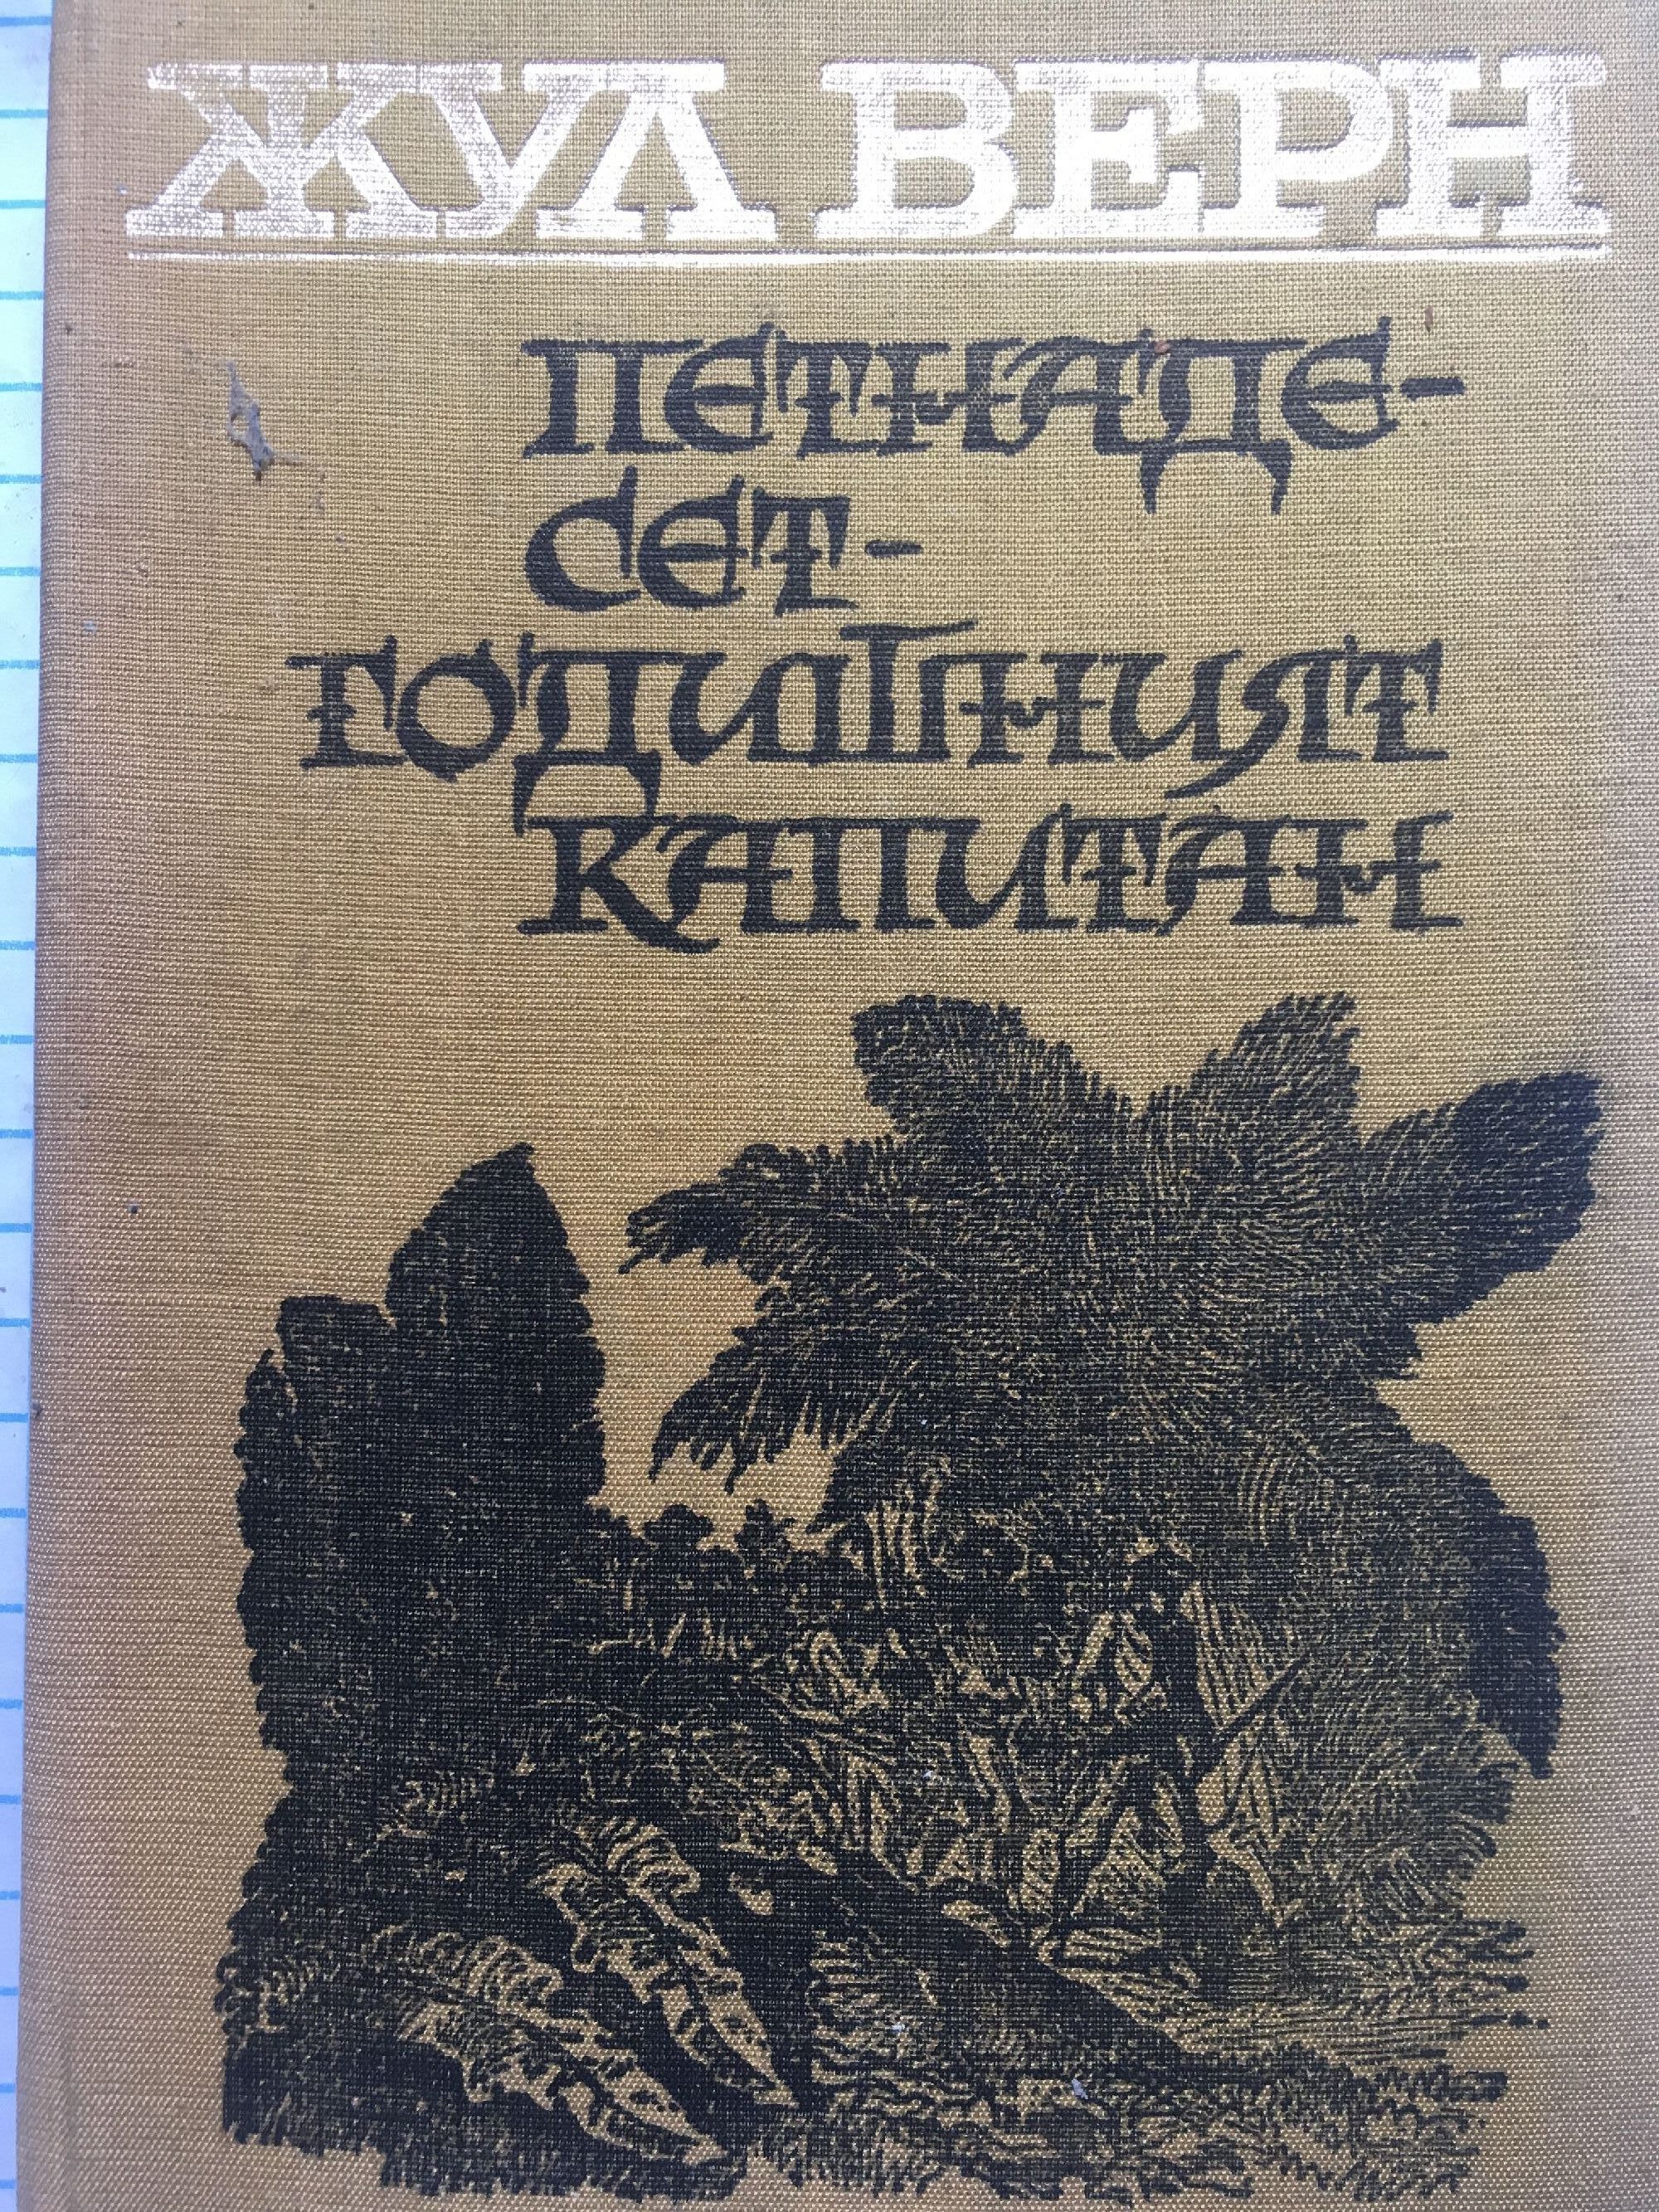 ЖУЛ ВЕРН
ПЕТНАДЕ-
СЕТ-
ГОДИШНИЯТ
КАПИТАН